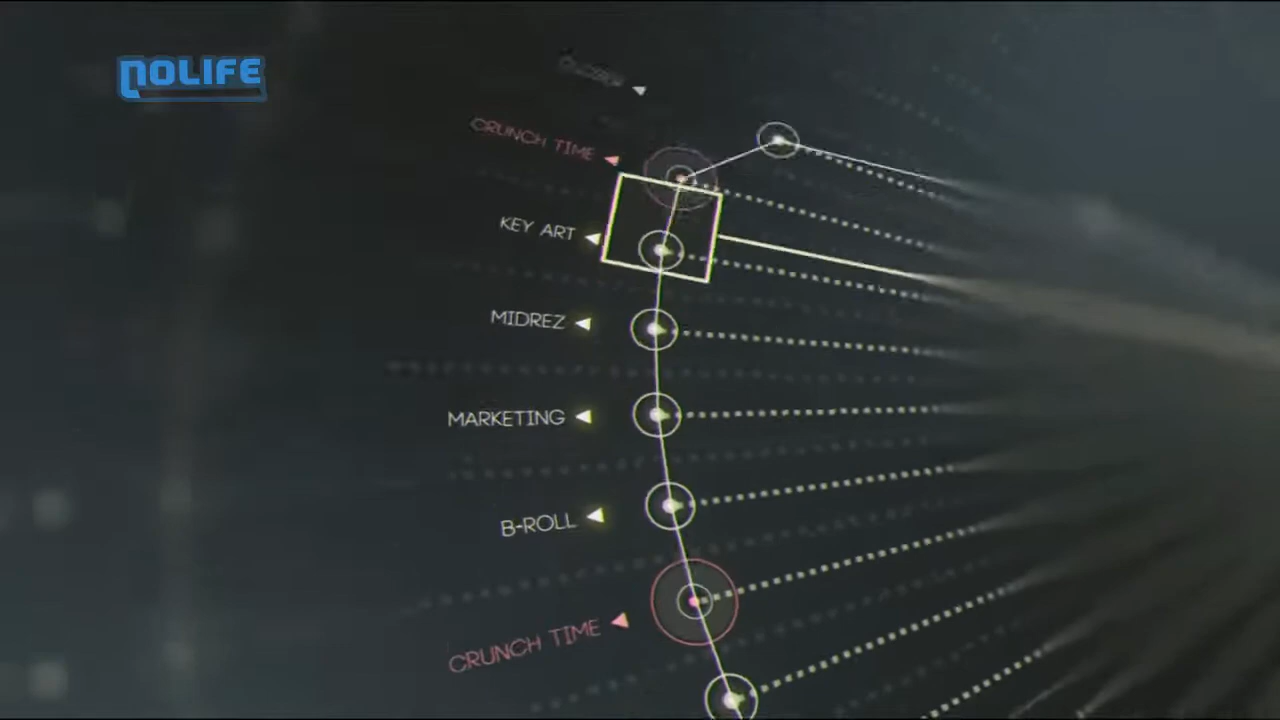 NOLIFE
CRUNCH TIME
KEY ART
MIDREZ
MARKETING
B-ROLL
CRUNCH TIME